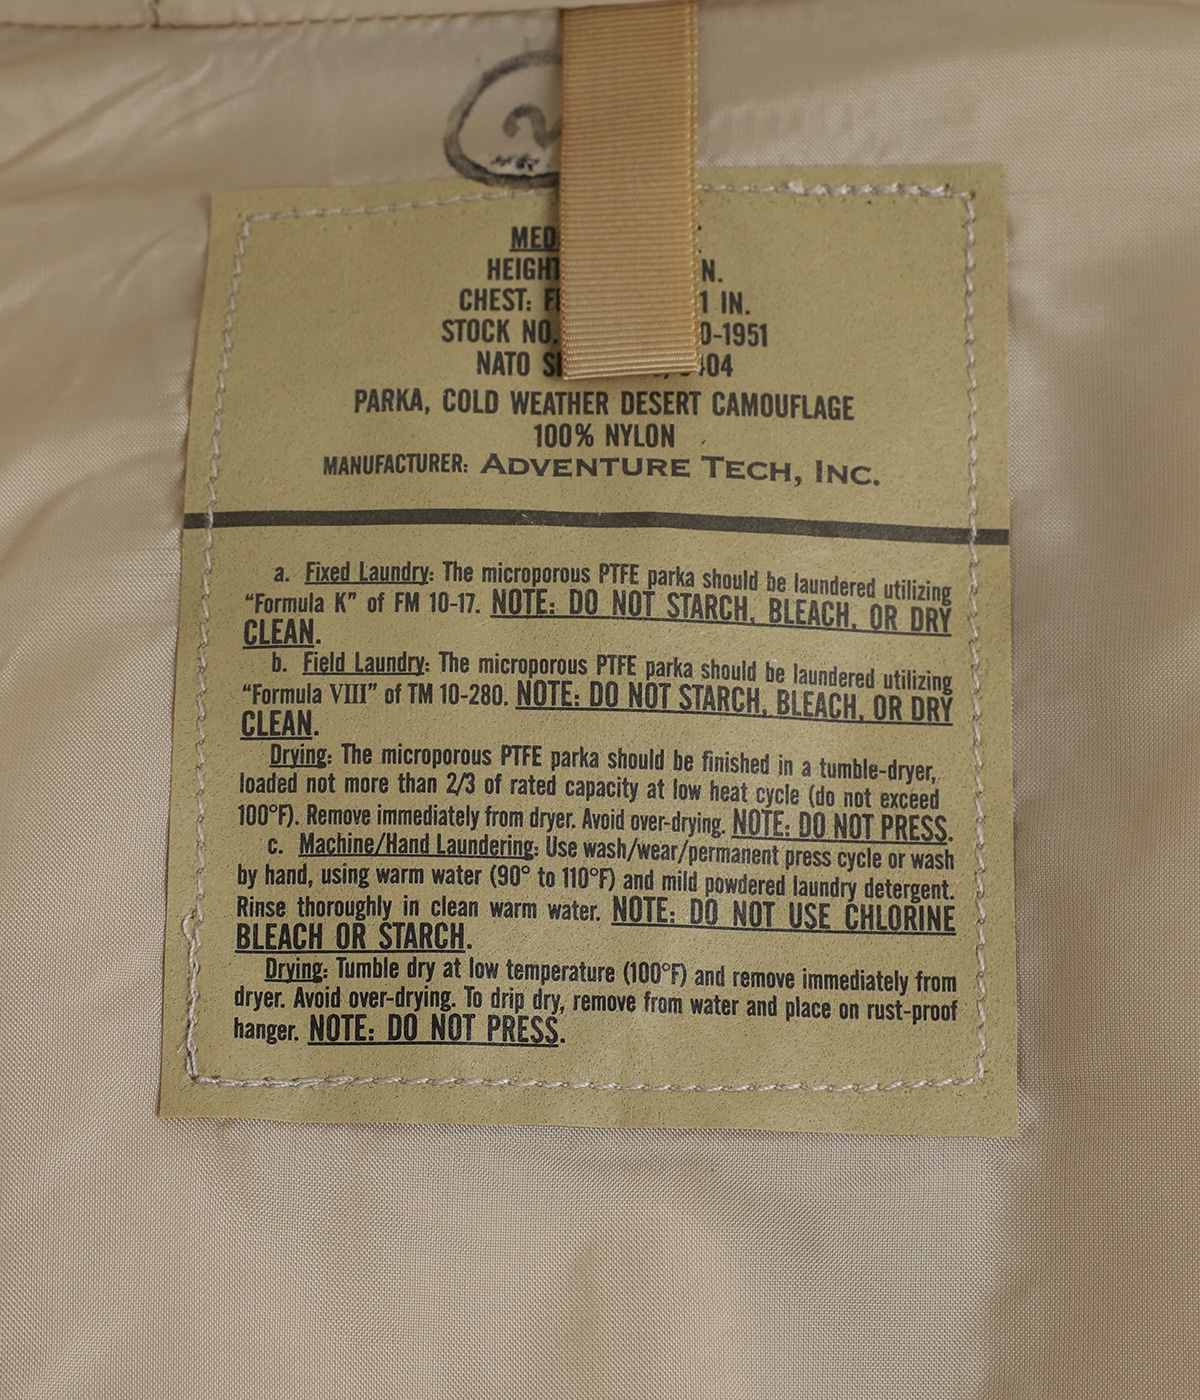 2
MED
HEIGHT N.
CHEST: 1 IN.
STOCK NO. 0-1951
NATO 404
PARKA, COLD WEATHER DESERT CAMOUFLAGE
100% NYLON
MANUFACTURER: ADVENTURE TECH, INC.
a. Fixed Laundry: The microporous PTFE parka should be laundered utilizing
“Formula K” of FM 10-17. NOTE: DO NOT STARCH, BLEACH, OR DRY
CLEAN.
b. Field Laundry: The microporous PTFE parka should be laundered utilizing
“Formula VIII” of TM 10-280. NOTE: DO NOT STARCH, BLEACH, OR DRY
CLEAN.
Drying: The microporous PTFE parka should be finished in a tumble-dryer,
loaded not more than 2/3 of rated capacity at low heat cycle (do not exceed
100°F). Remove immediately from dryer. Avoid over-drying. NOTE: DO NOT PRESS.
c. Machine/Hand Laundering: Use wash/wear/permanent press cycle or wash
by hand, using warm water (90° to 110°F) and mild powdered laundry detergent.
Rinse thoroughly in clean warm water. NOTE: DO NOT USE CHLORINE
BLEACH OR STARCH.
Drying: Tumble dry at low temperature (100°F) and remove immediately from
dryer. Avoid over-drying. To drip dry, remove from water and place on rust-proof
hanger. NOTE: DO NOT PRESS.